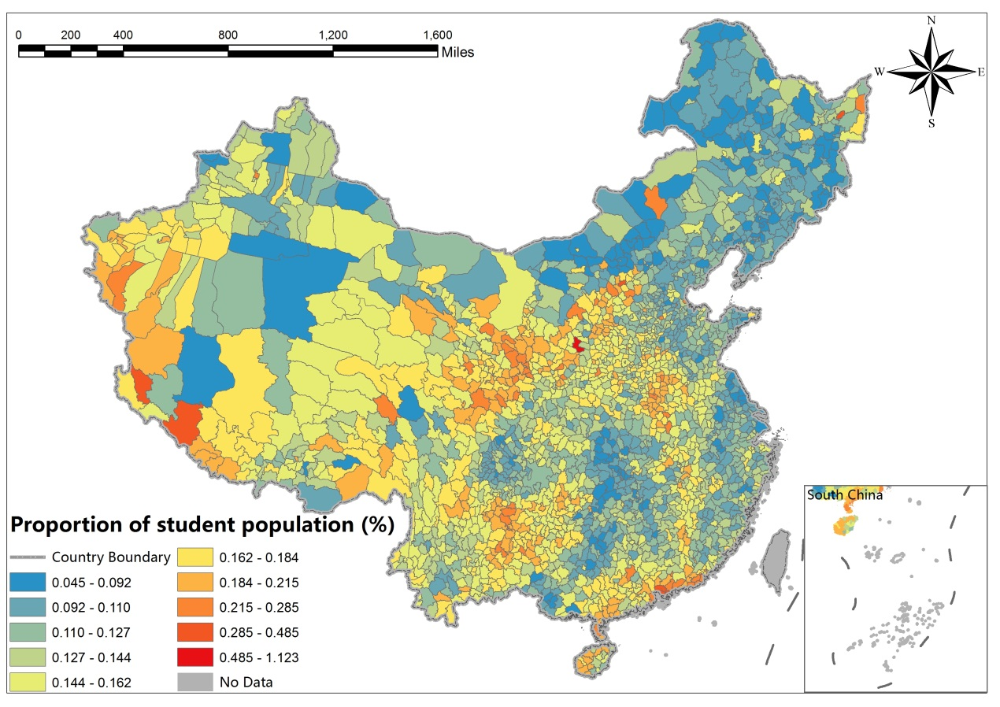 0 200 400 800 1,200 1,600
Miles
N
W E
S
South China
Proportion of student population (%)
Country Boundary
0.045 - 0.092
0.092 - 0.110
0.110 - 0.127
0.127 - 0.144
0.144 - 0.162
0.162 - 0.184
0.184 - 0.215
0.215 - 0.285
0.285 - 0.485
0.485 - 1.123
No Data